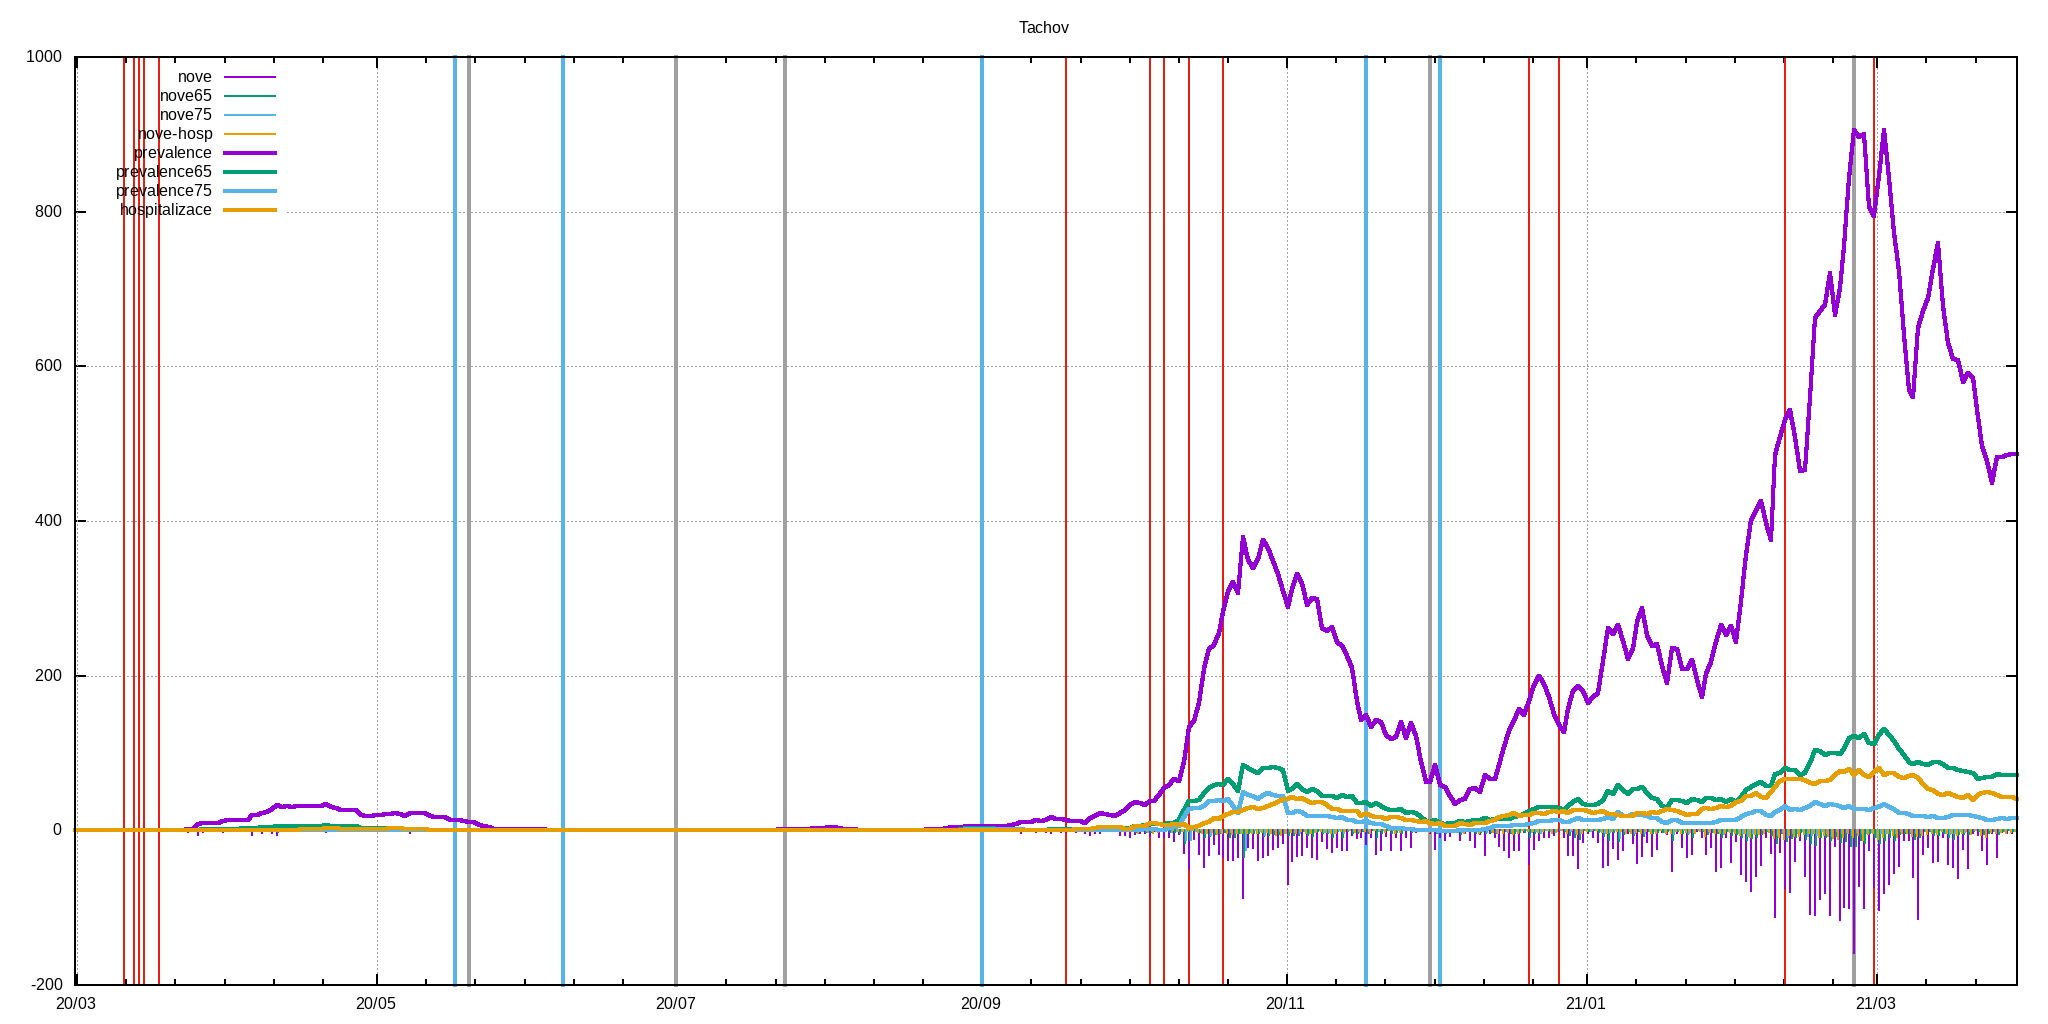 Tachov
1000
nove
nove65
nove75
nove-hosp
prevalence
prevalence65
prevalence75
hospitalizace
800
600
400
200
0
-200
20/03 20/05 20/07 20/09 20/11 21/01 21/03